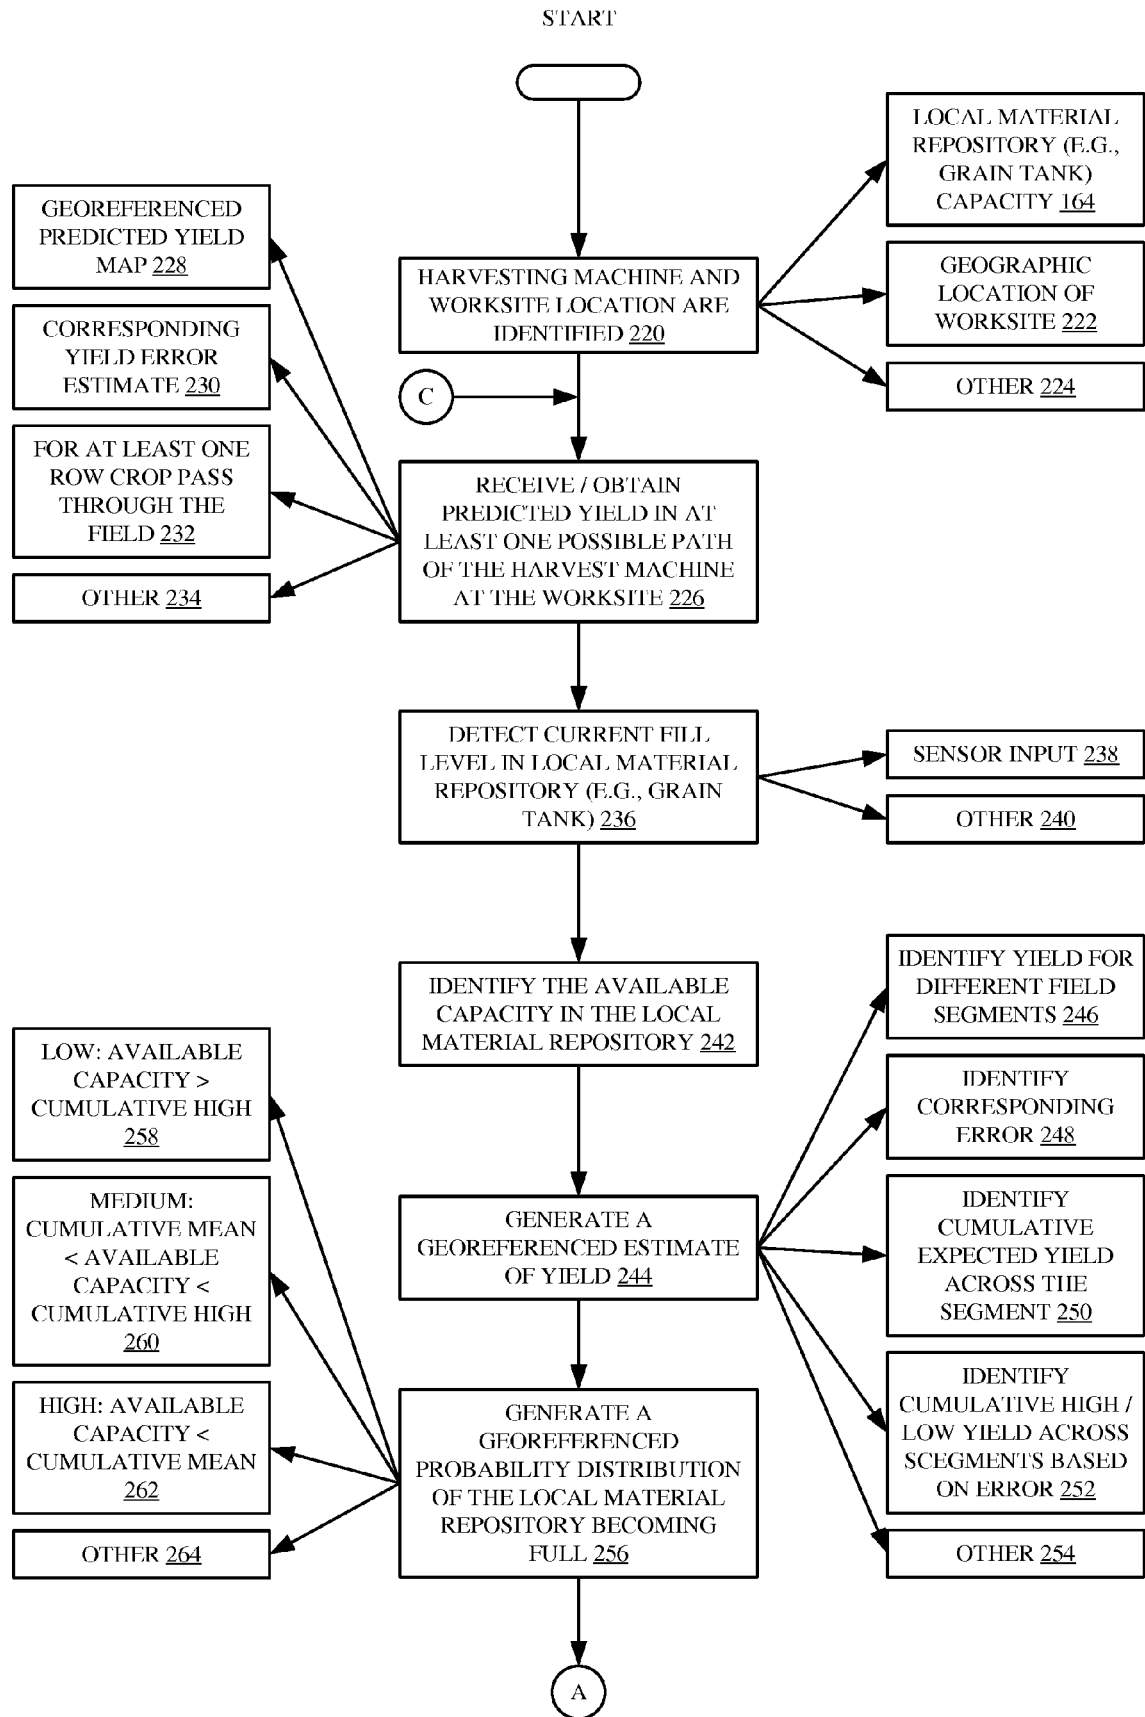 START
LOCAL MATERIAL
REPOSITORY (E.G.,
GRAIN TANK)
CAPACITY 164
GEOREFERENCED
PREDICTED YIELD
MAP 228
HARVESTING MACHINE AND
WORKSITE LOCATION ARE
IDENTIFIED 220
GEOGRAPHIC
LOCATION OF
WORKSITE 222
CORRESPONDING
YIELD ERROR
ESTIMATE 230
OTHER 224
C
FOR AT LEAST ONE
ROW CROP PASS
THROUGH THE
FIELD 232
RECEIVE / OBTAIN
PREDICTED YIELD IN AT
LEAST ONE POSSIBLE PATH
OF THE HARVEST MACHINE
AT THE WORKSITE 226
OTHER 234
DETECT CURRENT FILL
LEVEL IN LOCAL MATERIAL
REPOSITORY (E.G., GRAIN
TANK) 236
SENSOR INPUT 238
OTHER 240
IDENTIFY THE AVAILABLE
CAPACITY IN THE LOCAL
MATERIAL REPOSITORY 242
IDENTIFY YIELD FOR
DIFFERENT FIELD
SEGMENTS 246
LOW: AVAILABLE
CAPACITY >
CUMULATIVE HIGH
258
IDENTIFY
CORRESPONDING
ERROR 248
MEDIUM:
CUMULATIVE MEAN
< AVAILABLE
CAPACITY <
CUMULATIVE HIGH
260
GENERATE A
GEOREFERENCED ESTIMATE
OF YIELD 244
IDENTIFY
CUMULATIVE
EXPECTED YIELD
ACROSS THE
SEGMENT 250
HIGH: AVAILABLE
CAPACITY <
CUMULATIVE MEAN
262
GENERATE A
GEOREFERENCED
PROBABILITY DISTRIBUTION
OF THE LOCAL MATERIAL
REPOSITORY BECOMING
FULL 256
IDENTIFY
CUMULATIVE HIGH /
LOW YIELD ACROSS
SCEGMENTS BASED
ON ERROR 252
OTHER 264
OTHER 254
A